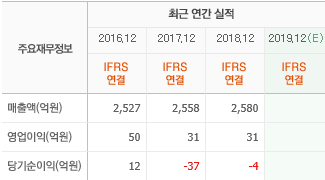 주요재무정보 최근 연간 실적
2016.12 2017.12 2018.12 2019.12(E)
IFRS 연결 IFRS 연결 IFRS 연결 IFRS 연결
매출액(억원) 2,527 2,558 2,580
영업이익(억원) 50 31 31
당기순이익(억원) 12 -37 -4